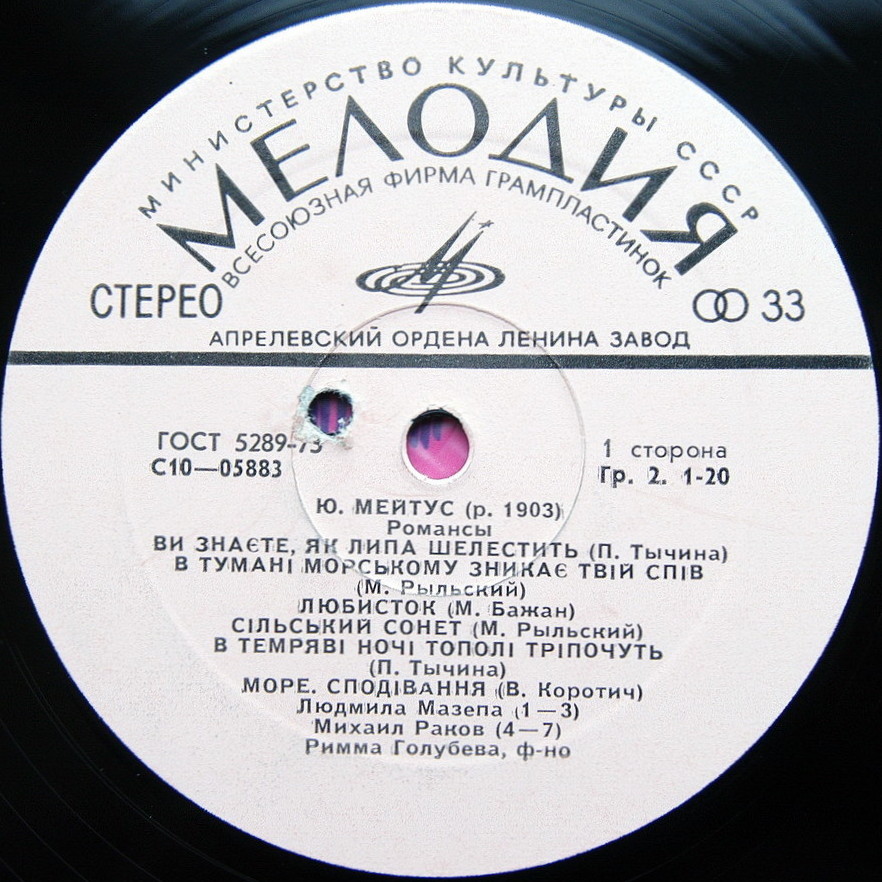 МИНИСТЕРСТВО КУЛЬТУРЫ СССР
МЕЛОДИЯ
ВСЕСОЮЗНАЯ ФИРМА ГРАМПЛАСТИНОК
СТЕРЕО
33
АПРЕЛЕВСКИЙ ОРДЕНА ЛЕНИНА ЗАВОД
ГОСТ 5289-73
С10—05883
1 сторона
Гр. 2. 1-20
Ю. МЕЙТУС (р. 1903)
Романсы
ВИ ЗНАЄТЕ, ЯК ЛИПА ШЕЛЕСТИТЬ (П. Тычина)
В ТУМАНІ МОРСЬКОМУ ЗНИКАЄ ТВІЙ СПІВ
(М. Рыльский)
ЛЮБИСТОК (М. Бажан)
СІЛЬСЬКИЙ СОНЕТ (М. Рыльский)
В ТЕМРЯВІ НОЧІ ТОПОЛІ ТРІПОЧУТЬ
(П. Тычина)
МОРЕ. СПОДІВАННЯ (В. Коротич)
Людмила Мазепа (1—3)
Михаил Раков (4—7)
Римма Голубева, ф-но